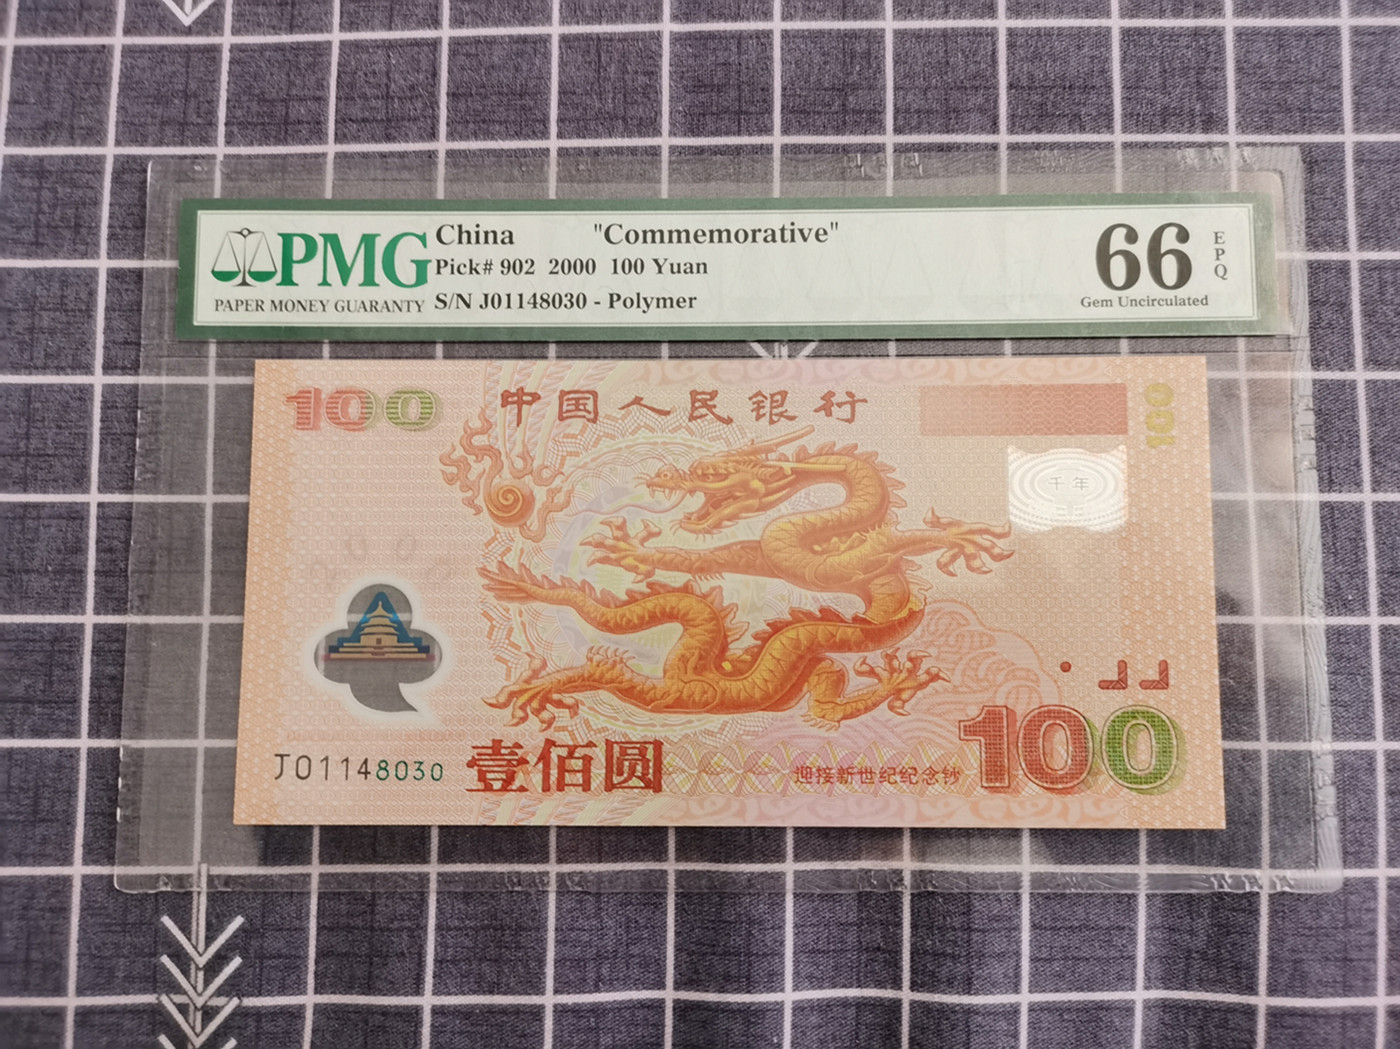 PMG
PAPER MONEY GUARANTY
China "Commemorative"
Pick# 902 2000 100 Yuan
S/N J01148030 - Polymer
66
EPQ
Gem Uncirculated
100
中国人民银行
100
千年
J01148030
壹佰圆
迎接新世纪纪念钞
100